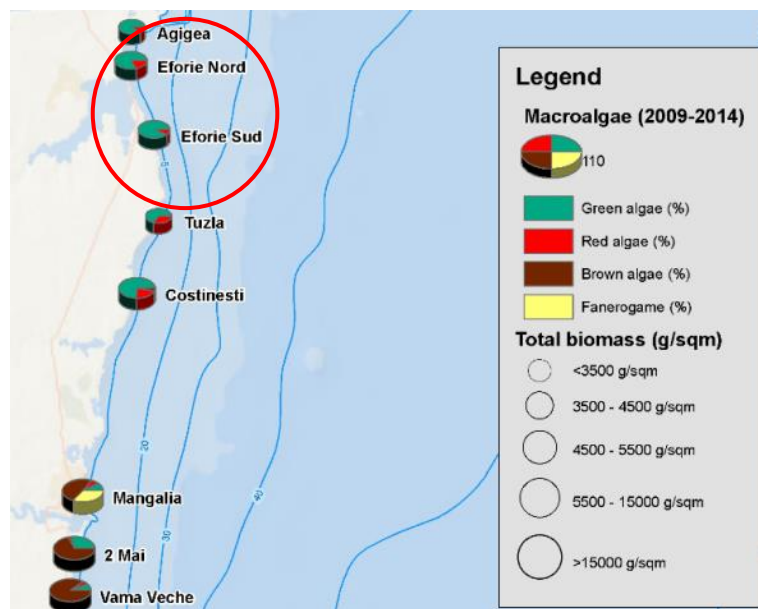 Agigea
Eforie Nord
Eforie Sud
5
Tuzla
Costinesti
20
30
40
Mangalia
2 Mai
Vama Veche
Legend
Macroalgae (2009-2014)
110
Green algae (%)
Red algae (%)
Brown algae (%)
Fanerogame (%)
Total biomass (g/sqm)
<3500 g/sqm
3500 - 4500 g/sqm
4500 - 5500 g/sqm
5500 - 15000 g/sqm
>15000 g/sqm